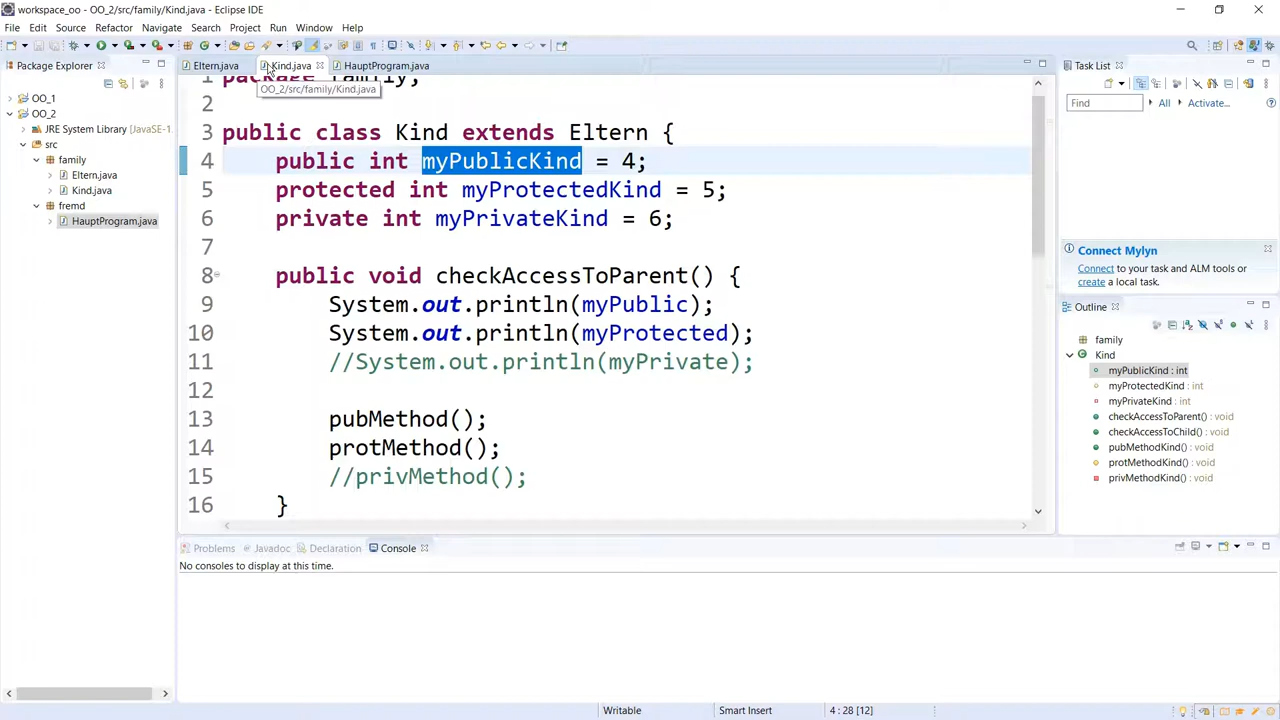 workspace_oo - OO_2/src/family/Kind.java - Eclipse IDE
File Edit Source Refactor Navigate Search Project Run Window Help
Package Explorer
OO_1
OO_2
JRE System Library [JavaSE-1
src
family
Eltern.java
Kind.java
fremd
HauptProgram.java
Eltern.java Kind.java HauptProgram.java
OO_2/src/family/Kind.java
1 package family;
2
3 public class Kind extends Eltern {
4 public int myPublicKind = 4;
5 protected int myProtectedKind = 5;
6 private int myPrivateKind = 6;
7
8 public void checkAccessToParent() {
9 System.out.println(myPublic);
10 System.out.println(myProtected);
11 //System.out.println(myPrivate);
12
13 pubMethod();
14 protMethod();
15 //privMethod();
16 }
Problems Javadoc Declaration Console
No consoles to display at this time.
Task List
Find All Activate...
Connect Mylyn
Connect to your task and ALM tools or
create a local task.
Outline
family
Kind
myPublicKind : int
myProtectedKind : int
myPrivateKind : int
checkAccessToParent() : void
checkAccessToChild() : void
pubMethodKind() : void
protMethodKind() : void
privMethodKind() : void
Writable Smart Insert 4 : 28 [12]